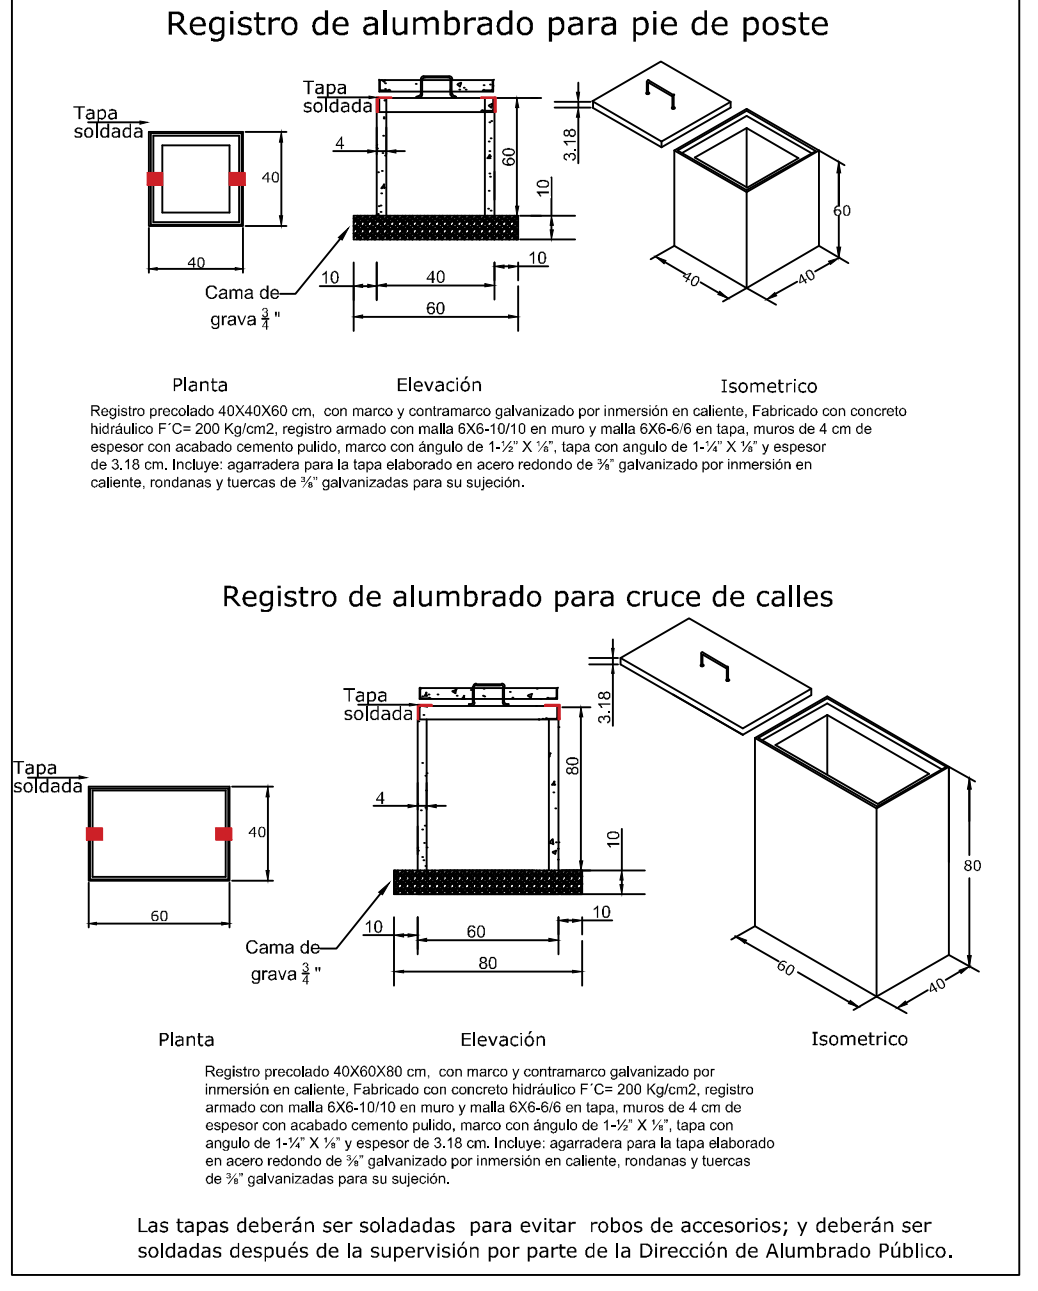 Registro de alumbrado para pie de poste
Tapa
soldada
Tapa
soldada
40
40
4
60
10
10
10
40
60
Cama de
grava 3/4 "
3.18
60
40
40
Planta
Elevación
Isometrico
Registro precolado 40X40X60 cm, con marco y contramarco galvanizado por inmersión en caliente, Fabricado con concreto
hidráulico F´C= 200 Kg/cm2, registro armado con malla 6X6-10/10 en muro y malla 6X6-6/6 en tapa, muros de 4 cm de
espesor con acabado cemento pulido, marco con ángulo de 1-½" X ⅛", tapa con angulo de 1-¼" X ⅛" y espesor
de 3.18 cm. Incluye: agarradera para la tapa elaborado en acero redondo de ⅜" galvanizado por inmersión en
caliente, rondanas y tuercas de ⅜" galvanizadas para su sujeción.
Registro de alumbrado para cruce de calles
Tapa
soldada
Tapa
soldada
40
60
4
80
10
10
10
60
80
Cama de
grava 3/4 "
3.18
80
60
40
Planta
Elevación
Isometrico
Registro precolado 40X60X80 cm, con marco y contramarco galvanizado por
inmersión en caliente, Fabricado con concreto hidráulico F´C= 200 Kg/cm2, registro
armado con malla 6X6-10/10 en muro y malla 6X6-6/6 en tapa, muros de 4 cm de
espesor con acabado cemento pulido, marco con ángulo de 1-½" X ⅛", tapa con
angulo de 1-¼" X ⅛" y espesor de 3.18 cm. Incluye: agarradera para la tapa elaborado
en acero redondo de ⅜" galvanizado por inmersión en caliente, rondanas y tuercas
de ⅜" galvanizadas para su sujeción.
Las tapas deberán ser soladadas para evitar robos de accesorios; y deberán ser
soldadas después de la supervisión por parte de la Dirección de Alumbrado Público.